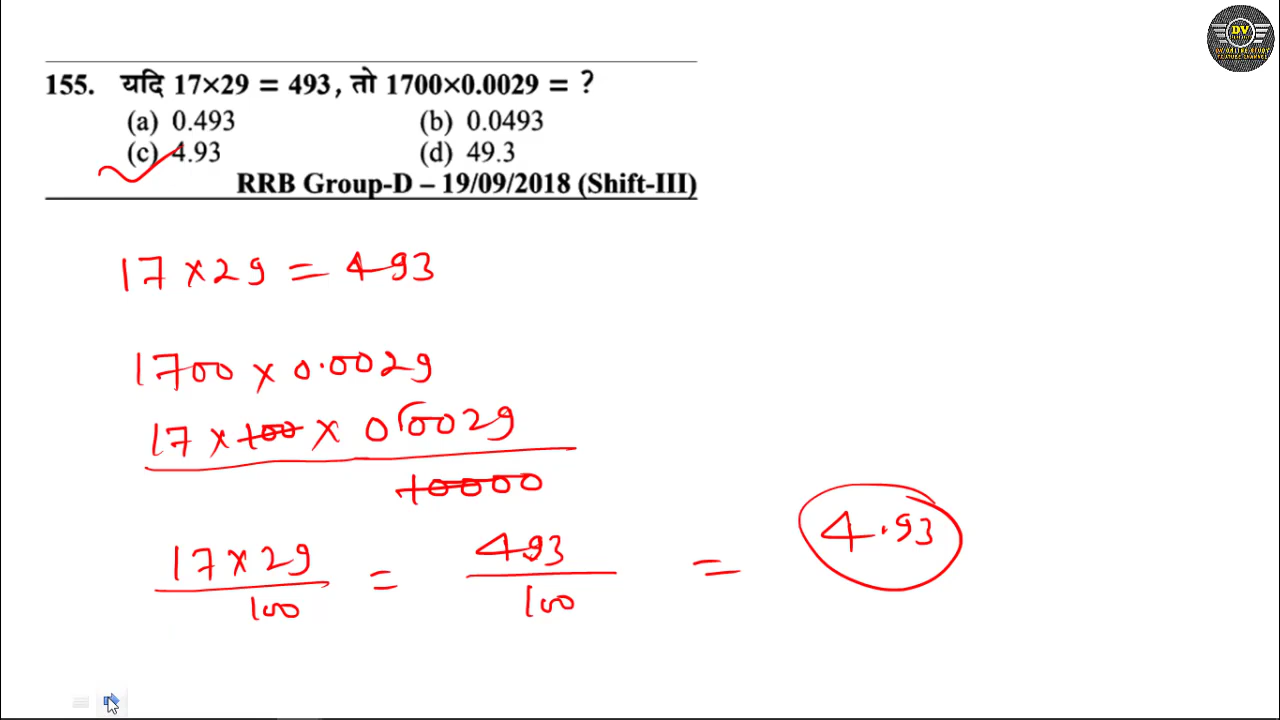 DV
155. यदि 17×29 = 493, तो 1700×0.0029 = ?
(a) 0.493 (b) 0.0493
(c) 4.93 (d) 49.3
RRB Group-D – 19/09/2018 (Shift-III)
17 × 29 = 493
1700 × 0.0029
17 × 100 × 0.0029
10000
17 × 29 = 493 = 4.93
100 100